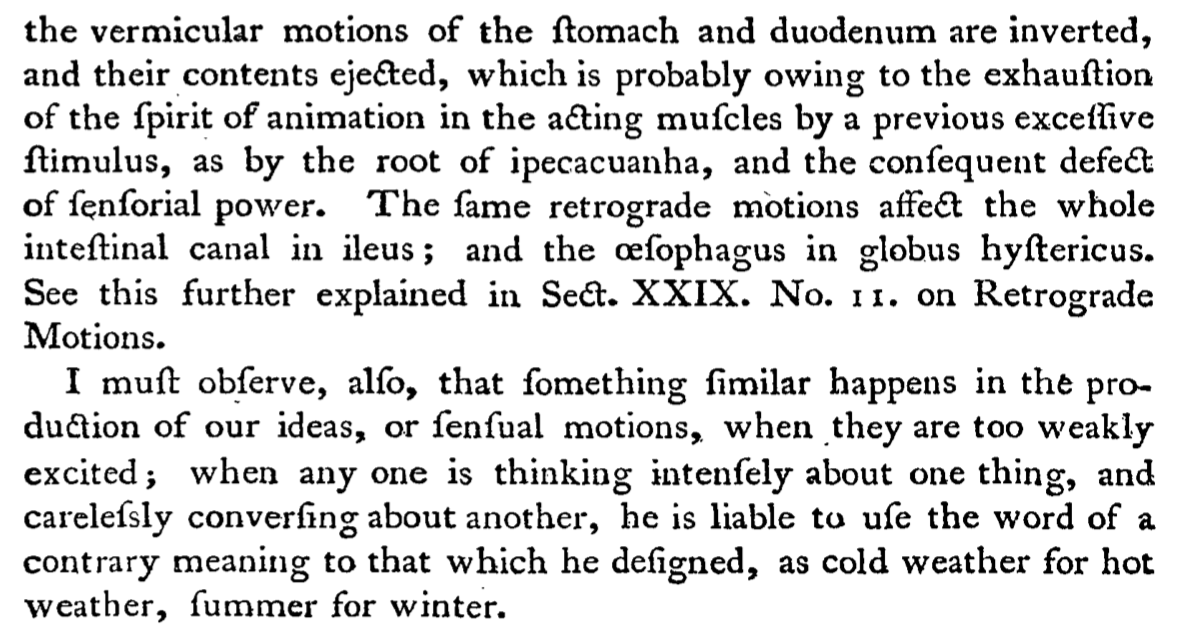 the vermicular motions of the ſtomach and duodenum are inverted,
and their contents ejected, which is probably owing to the exhauſtion
of the ſpirit of animation in the acting muſcles by a previous exceſſive
ſtimulus, as by the root of ipecacuanha, and the conſequent defect
of ſenſorial power. The ſame retrograde motions affect the whole
inteſtinal canal in ileus; and the œſophagus in globus hyſtericus.
See this further explained in Sect. XXIX. No. 11. on Retrograde
Motions.
I muſt obſerve, alſo, that ſomething ſimilar happens in the pro-
duction of our ideas, or ſenſual motions, when they are too weakly
excited; when any one is thinking intenſely about one thing, and
careleſsly converſing about another, he is liable to uſe the word of a
contrary meaning to that which he deſigned, as cold weather for hot
weather, ſummer for winter.